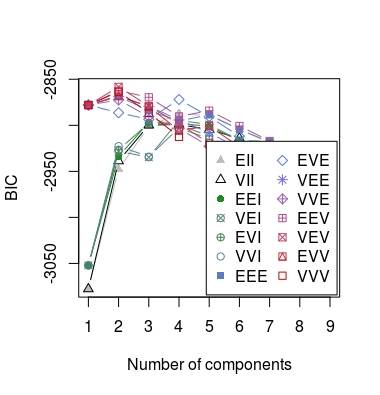 -2850
-2950
-3050
BIC
EII EVE
VII VEE
EEI VVE
VEI EEV
EVI VEV
VVI EVV
EEE VVV
1 2 3 4 5 6 7 8 9
Number of components